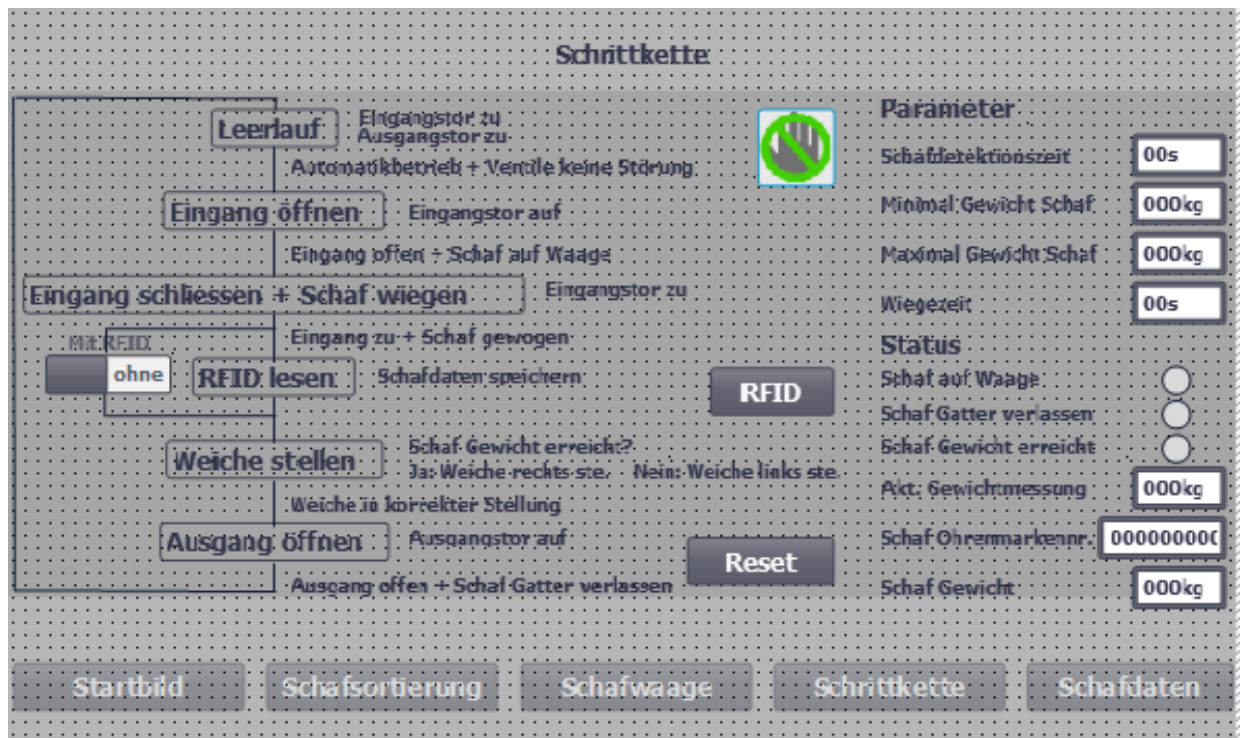 Schrittkette
Leerlauf
Eingangstor zu
Ausgangstor zu
Automatikbetrieb + Ventile keine Störung
Eingang öffnen
Eingangstor auf
Eingang offen + Schaf auf Waage
Eingang schliessen + Schaf wiegen
Eingangstor zu
Eingang zu + Schaf gewogen
Mit RFID
ohne
RFID lesen
Schafdaten speichern
RFID
Weiche stellen
Schaf Gewicht erreicht?
Ja: Weiche rechts ste. Nein: Weiche links ste.
Weiche in korrekter Stellung
Ausgang öffnen
Ausgangstor auf
Reset
Ausgang offen + Schaf Gatter verlassen
Parameter
Schafdetektionszeit 00s
Minimal Gewicht Schaf 000kg
Maximal Gewicht Schaf 000kg
Wiegezeit 00s
Status
Schaf auf Waage
Schaf Gatter verlassen
Schaf Gewicht erreicht
Akt. Gewichtmessung 000kg
Schaf Ohrenmarkennr. 000000000
Schaf Gewicht 000kg
Startbild Schafsortierung Schafwaage Schrittkette Schafdaten